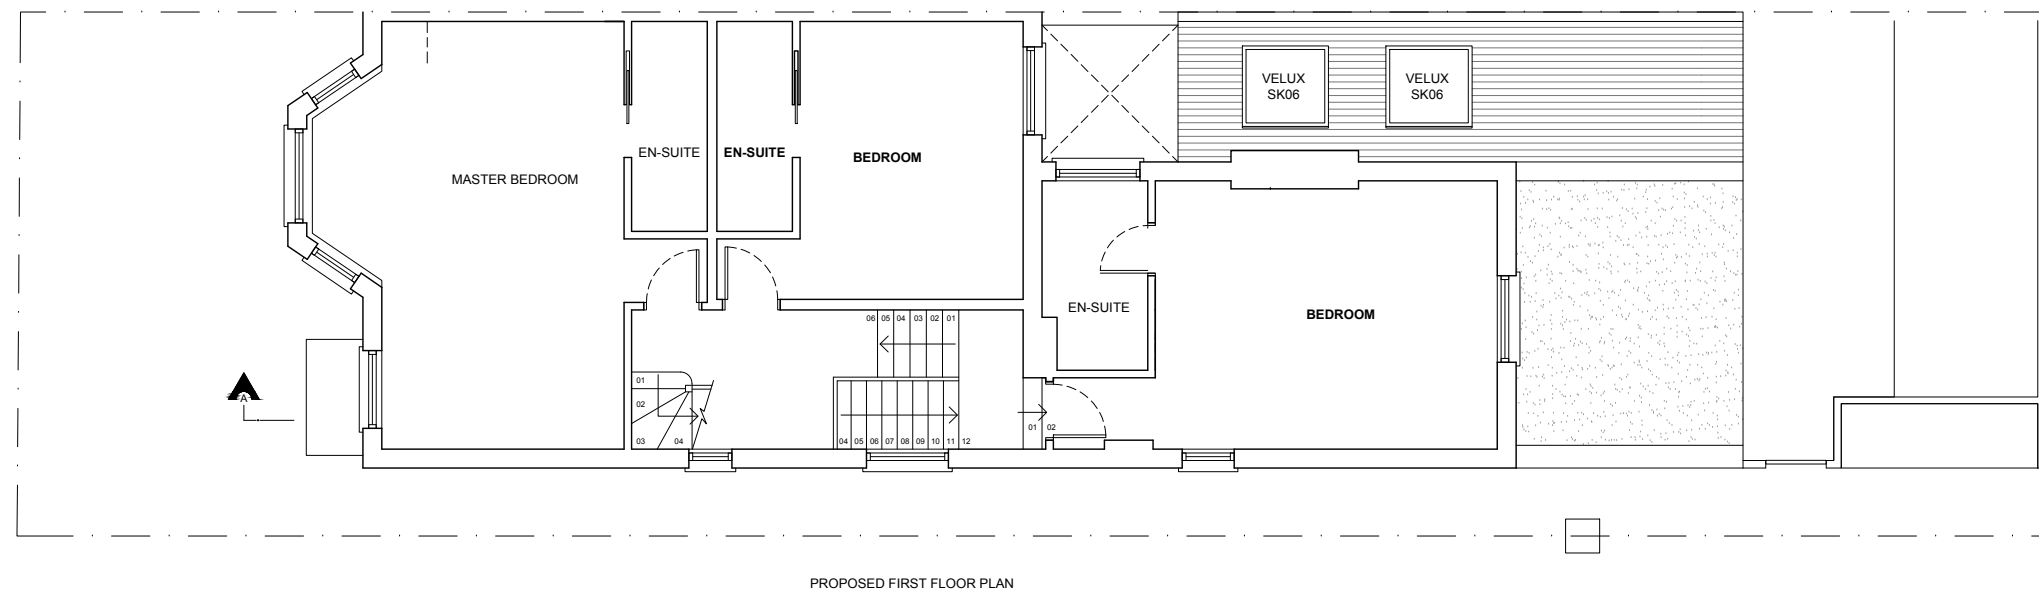 VELUX
SK06
VELUX
SK06
EN-SUITE
EN-SUITE
BEDROOM
MASTER BEDROOM
EN-SUITE
BEDROOM
06 05 04 03 02 01
01
02
03 04
04 05 06 07 08 09 10 11 12
01 02
A
PROPOSED FIRST FLOOR PLAN